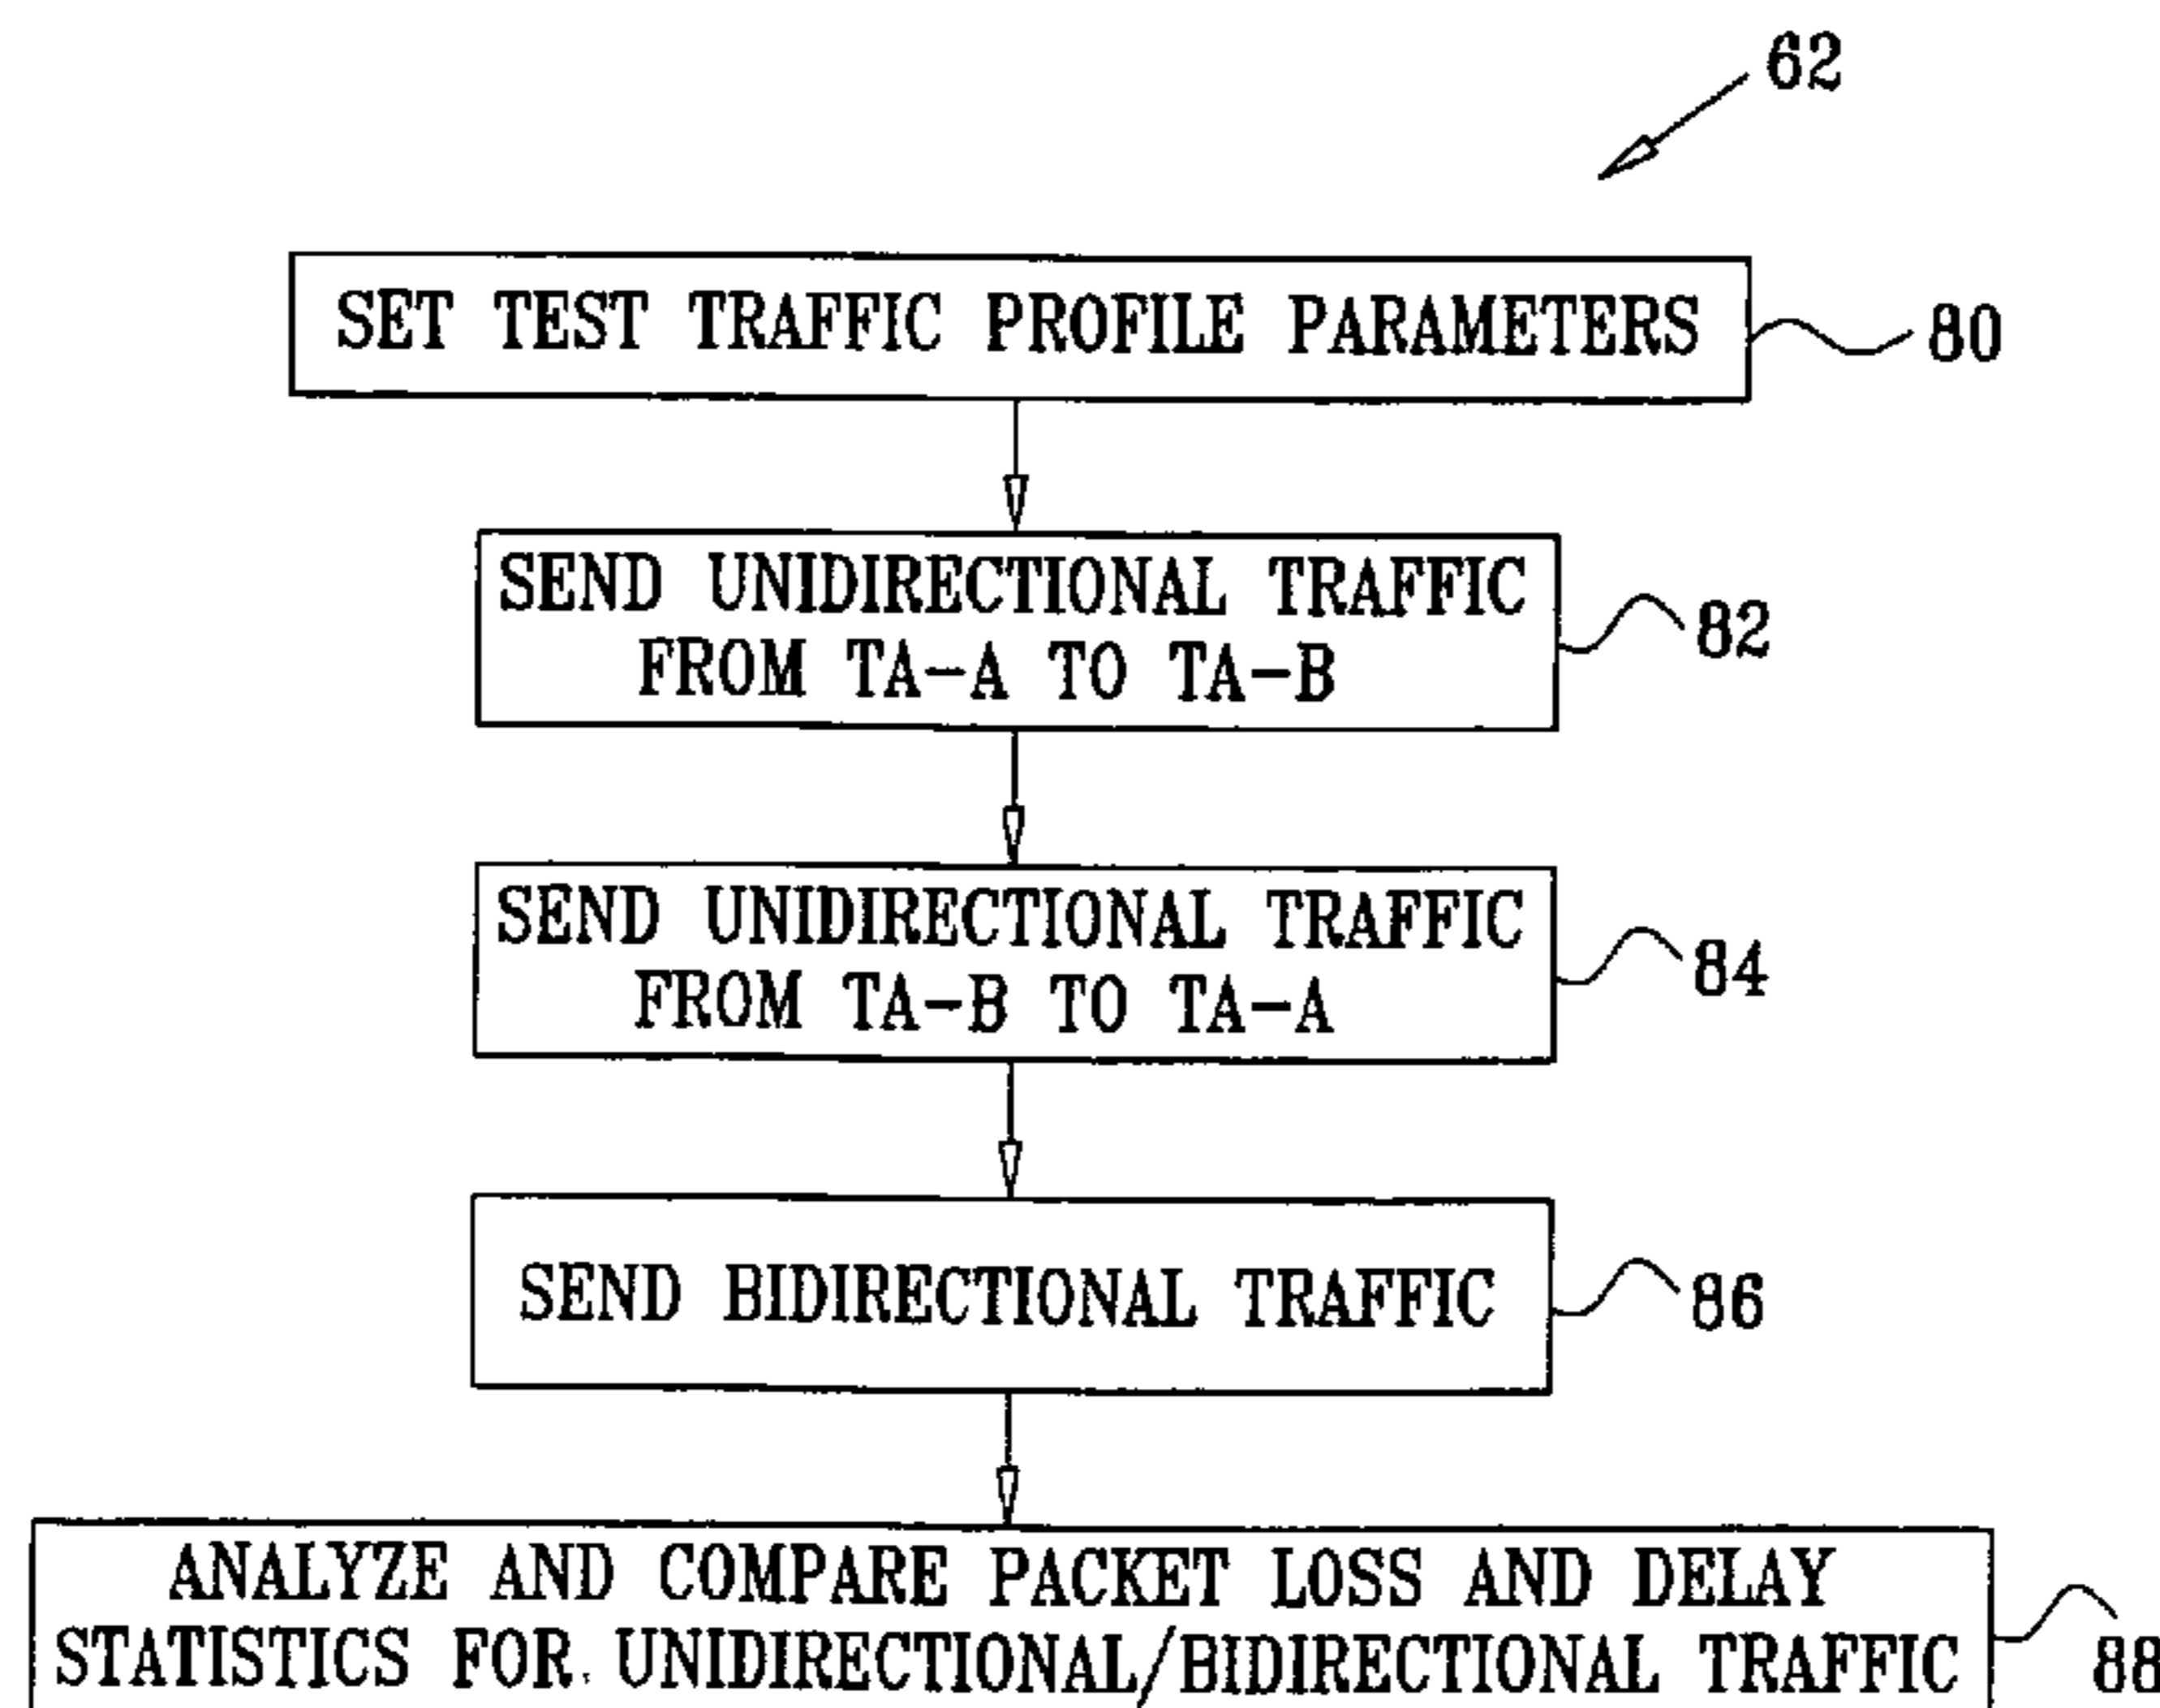 62
SET TEST TRAFFIC PROFILE PARAMETERS
80
SEND UNIDIRECTIONAL TRAFFIC
FROM TA-A TO TA-B
82
SEND UNIDIRECTIONAL TRAFFIC
FROM TA-B TO TA-A
84
SEND BIDIRECTIONAL TRAFFIC
86
ANALYZE AND COMPARE PACKET LOSS AND DELAY
STATISTICS FOR UNIDIRECTIONAL/BIDIRECTIONAL TRAFFIC
88